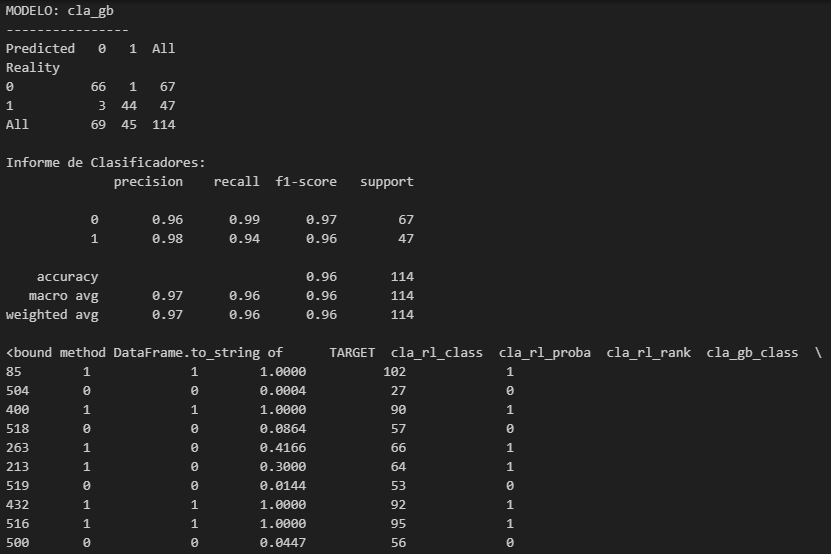 MODELO: cla_gb
----------------
Predicted 0 1 All
Reality
0 66 1 67
1 3 44 47
All 69 45 114
Informe de Clasificadores:
precision recall f1-score support
0 0.96 0.99 0.97 67
1 0.98 0.94 0.96 47
accuracy 0.96 114
macro avg 0.97 0.96 0.96 114
weighted avg 0.97 0.96 0.96 114
<bound method DataFrame.to_string of TARGET cla_rl_class cla_rl_proba cla_rl_rank cla_gb_class \
85 1 1 1.0000 102 1
504 0 0 0.0004 27 0
400 1 1 1.0000 90 1
518 0 0 0.0864 57 0
263 1 0 0.4166 66 1
213 1 0 0.3000 64 1
519 0 0 0.0144 53 0
432 1 1 1.0000 92 1
516 1 1 1.0000 95 1
500 0 0 0.0447 56 0